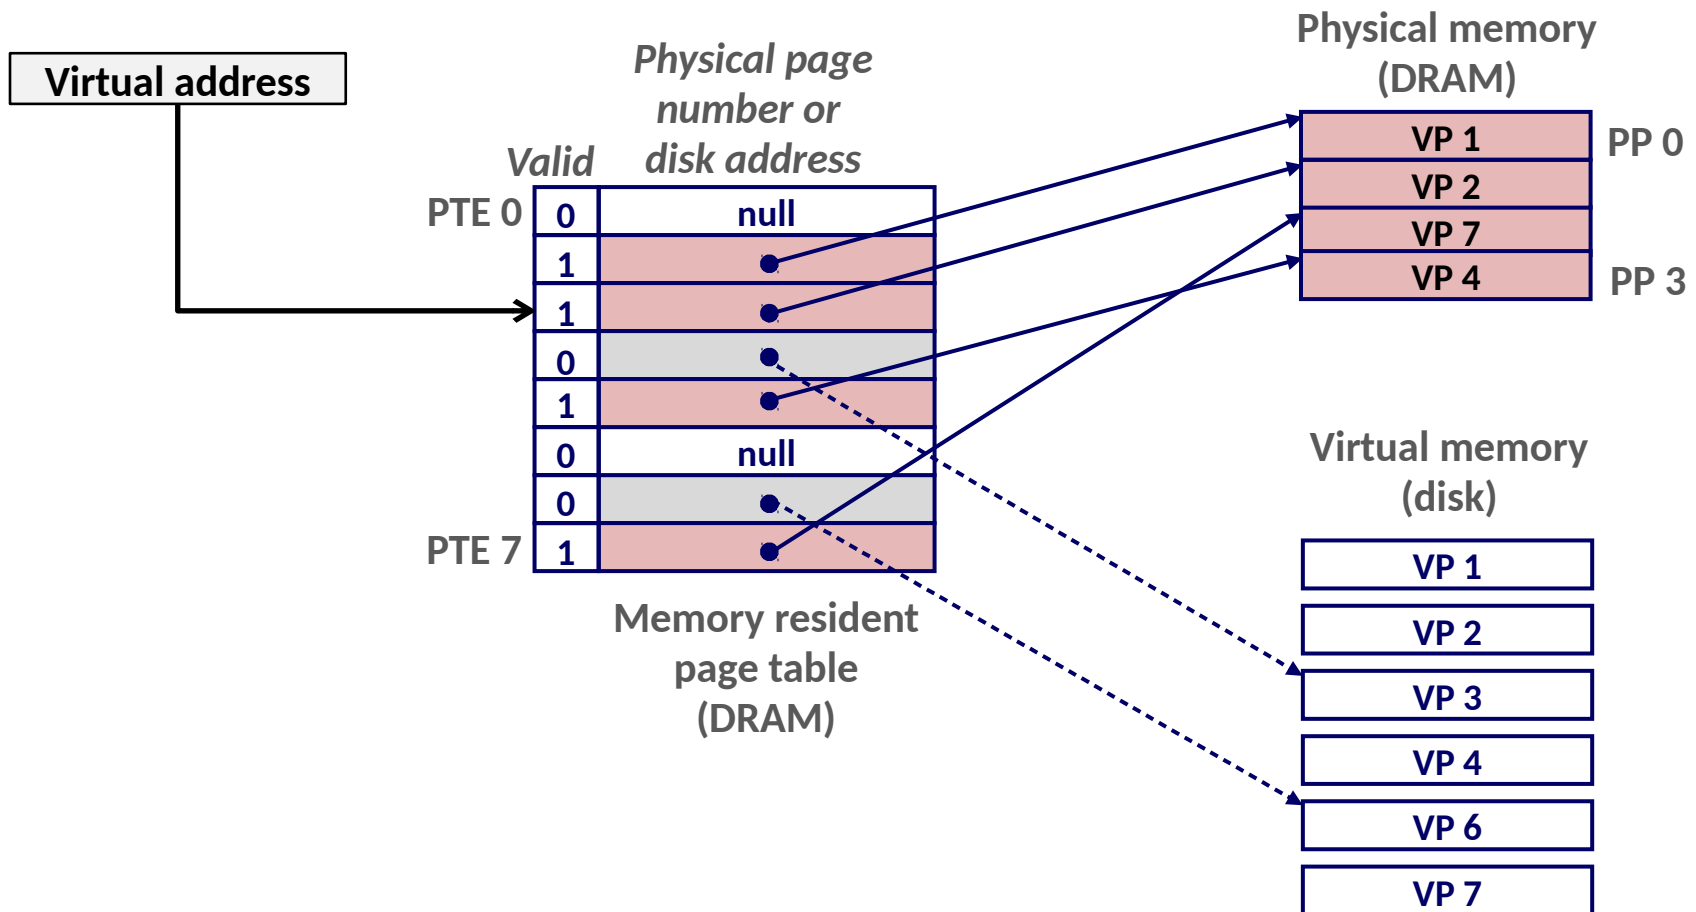 Virtual address
Physical page
number or
disk address
Valid
PTE 0
0
null
1
1
0
1
0
null
0
PTE 7
1
Memory resident
page table
(DRAM)
Physical memory
(DRAM)
VP 1
PP 0
VP 2
VP 7
VP 4
PP 3
Virtual memory
(disk)
VP 1
VP 2
VP 3
VP 4
VP 6
VP 7